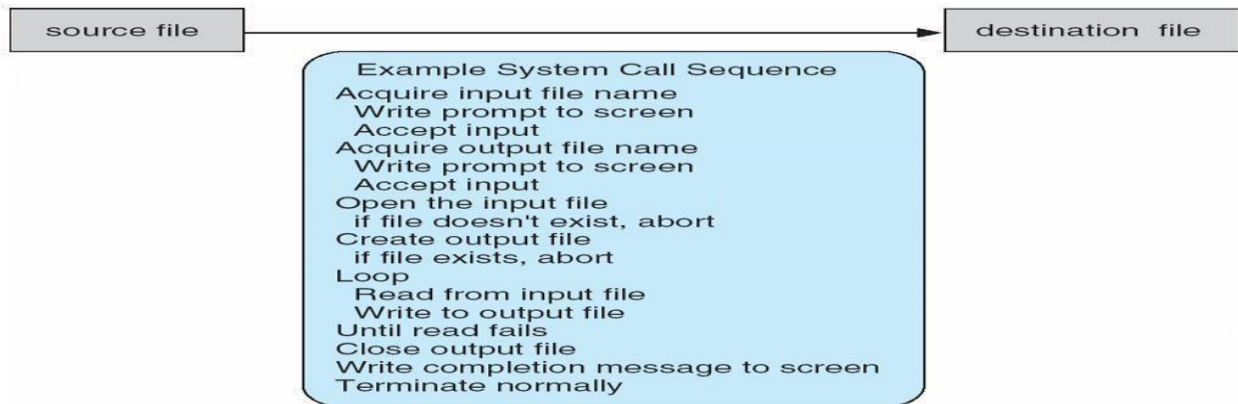 source file
destination file
Example System Call Sequence
Acquire input file name
Write prompt to screen
Accept input
Acquire output file name
Write prompt to screen
Accept input
Open the input file
if file doesn't exist, abort
Create output file
if file exists, abort
Loop
Read from input file
Write to output file
Until read fails
Close output file
Write completion message to screen
Terminate normally